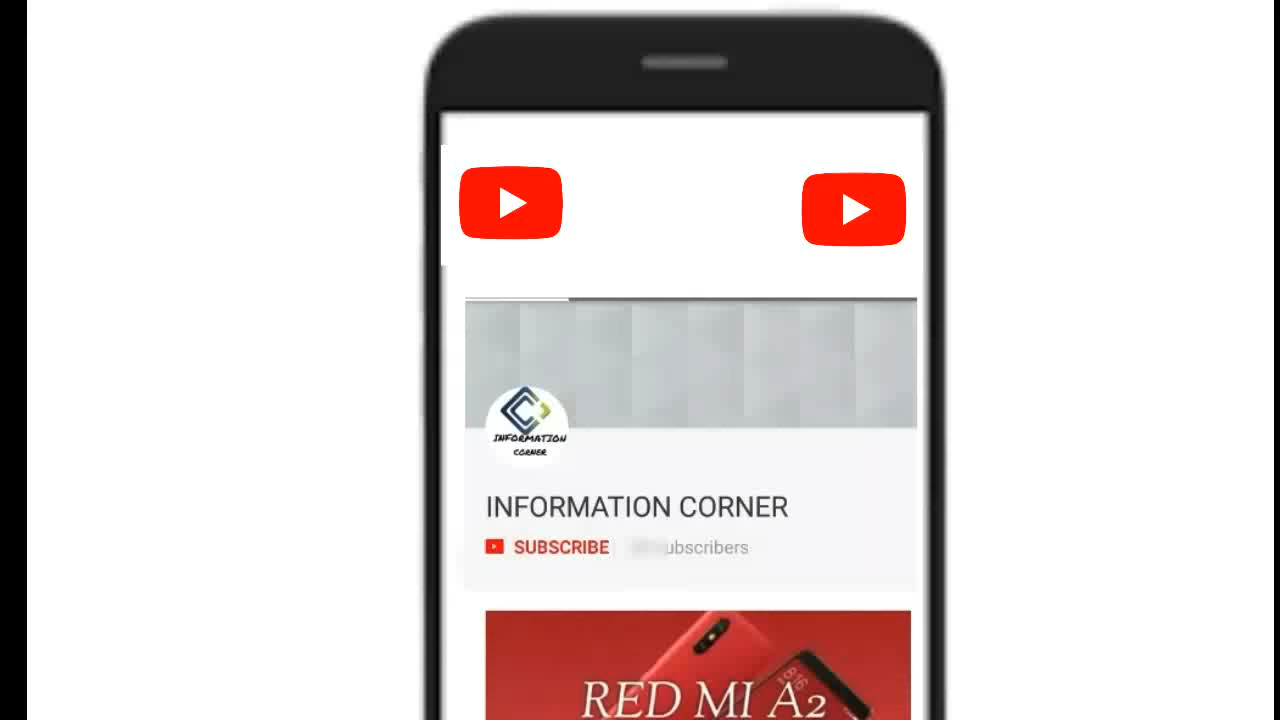 INFORMATION
CORNER
INFORMATION CORNER
SUBSCRIBE
RED MI A2